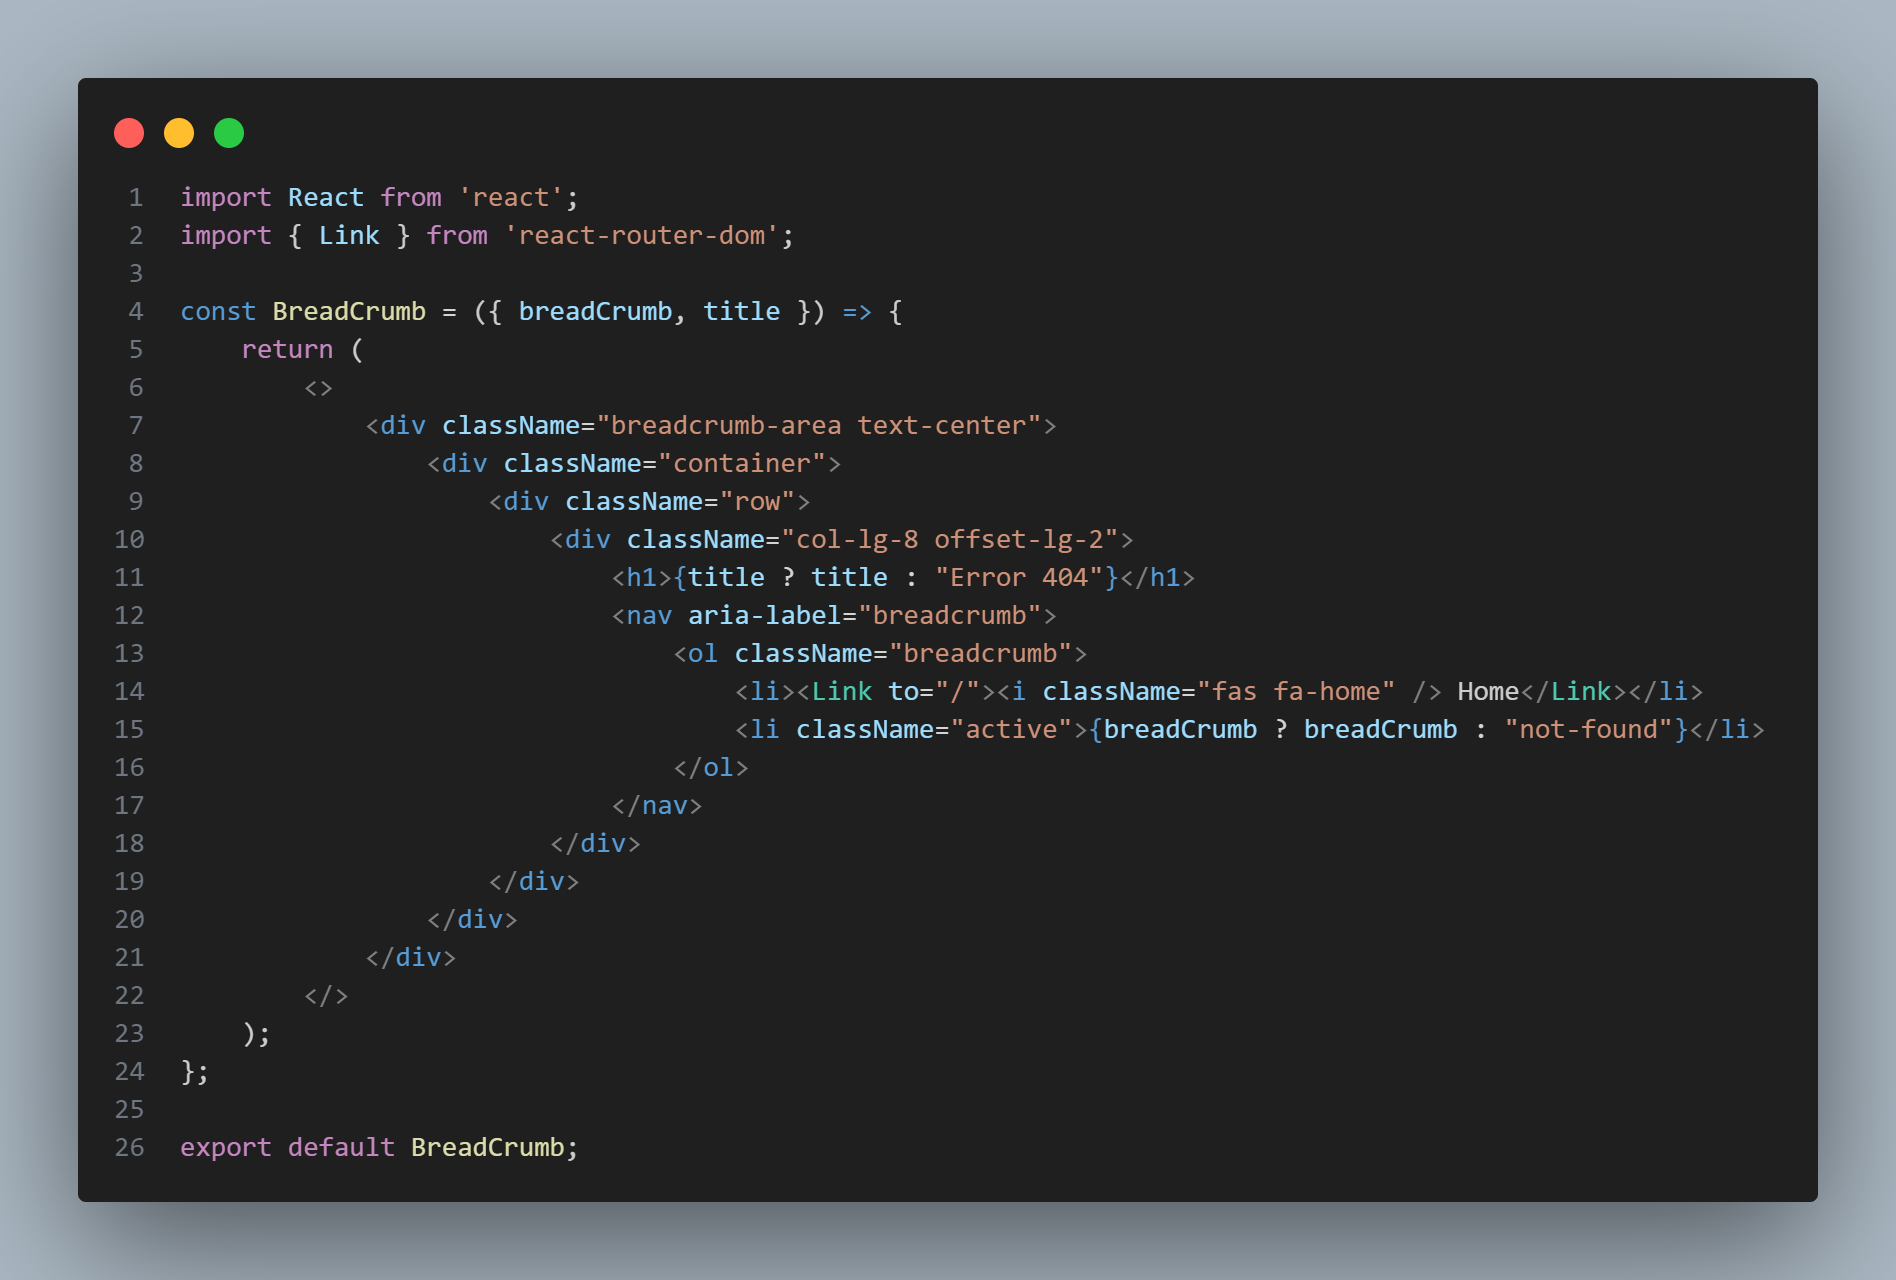 1 import React from 'react';
2 import { Link } from 'react-router-dom';
3
4 const BreadCrumb = ({ breadCrumb, title }) => {
5     return (
6         <>
7             <div className="breadcrumb-area text-center">
8                 <div className="container">
9                     <div className="row">
10                         <div className="col-lg-8 offset-lg-2">
11                             <h1>{title ? title : "Error 404"}</h1>
12                             <nav aria-label="breadcrumb">
13                                 <ol className="breadcrumb">
14                                     <li><Link to="/"><i className="fas fa-home" /> Home</Link></li>
15                                     <li className="active">{breadCrumb ? breadCrumb : "not-found"}</li>
16                                 </ol>
17                             </nav>
18                         </div>
19                     </div>
20                 </div>
21             </div>
22         </>
23     );
24 };
25
26 export default BreadCrumb;